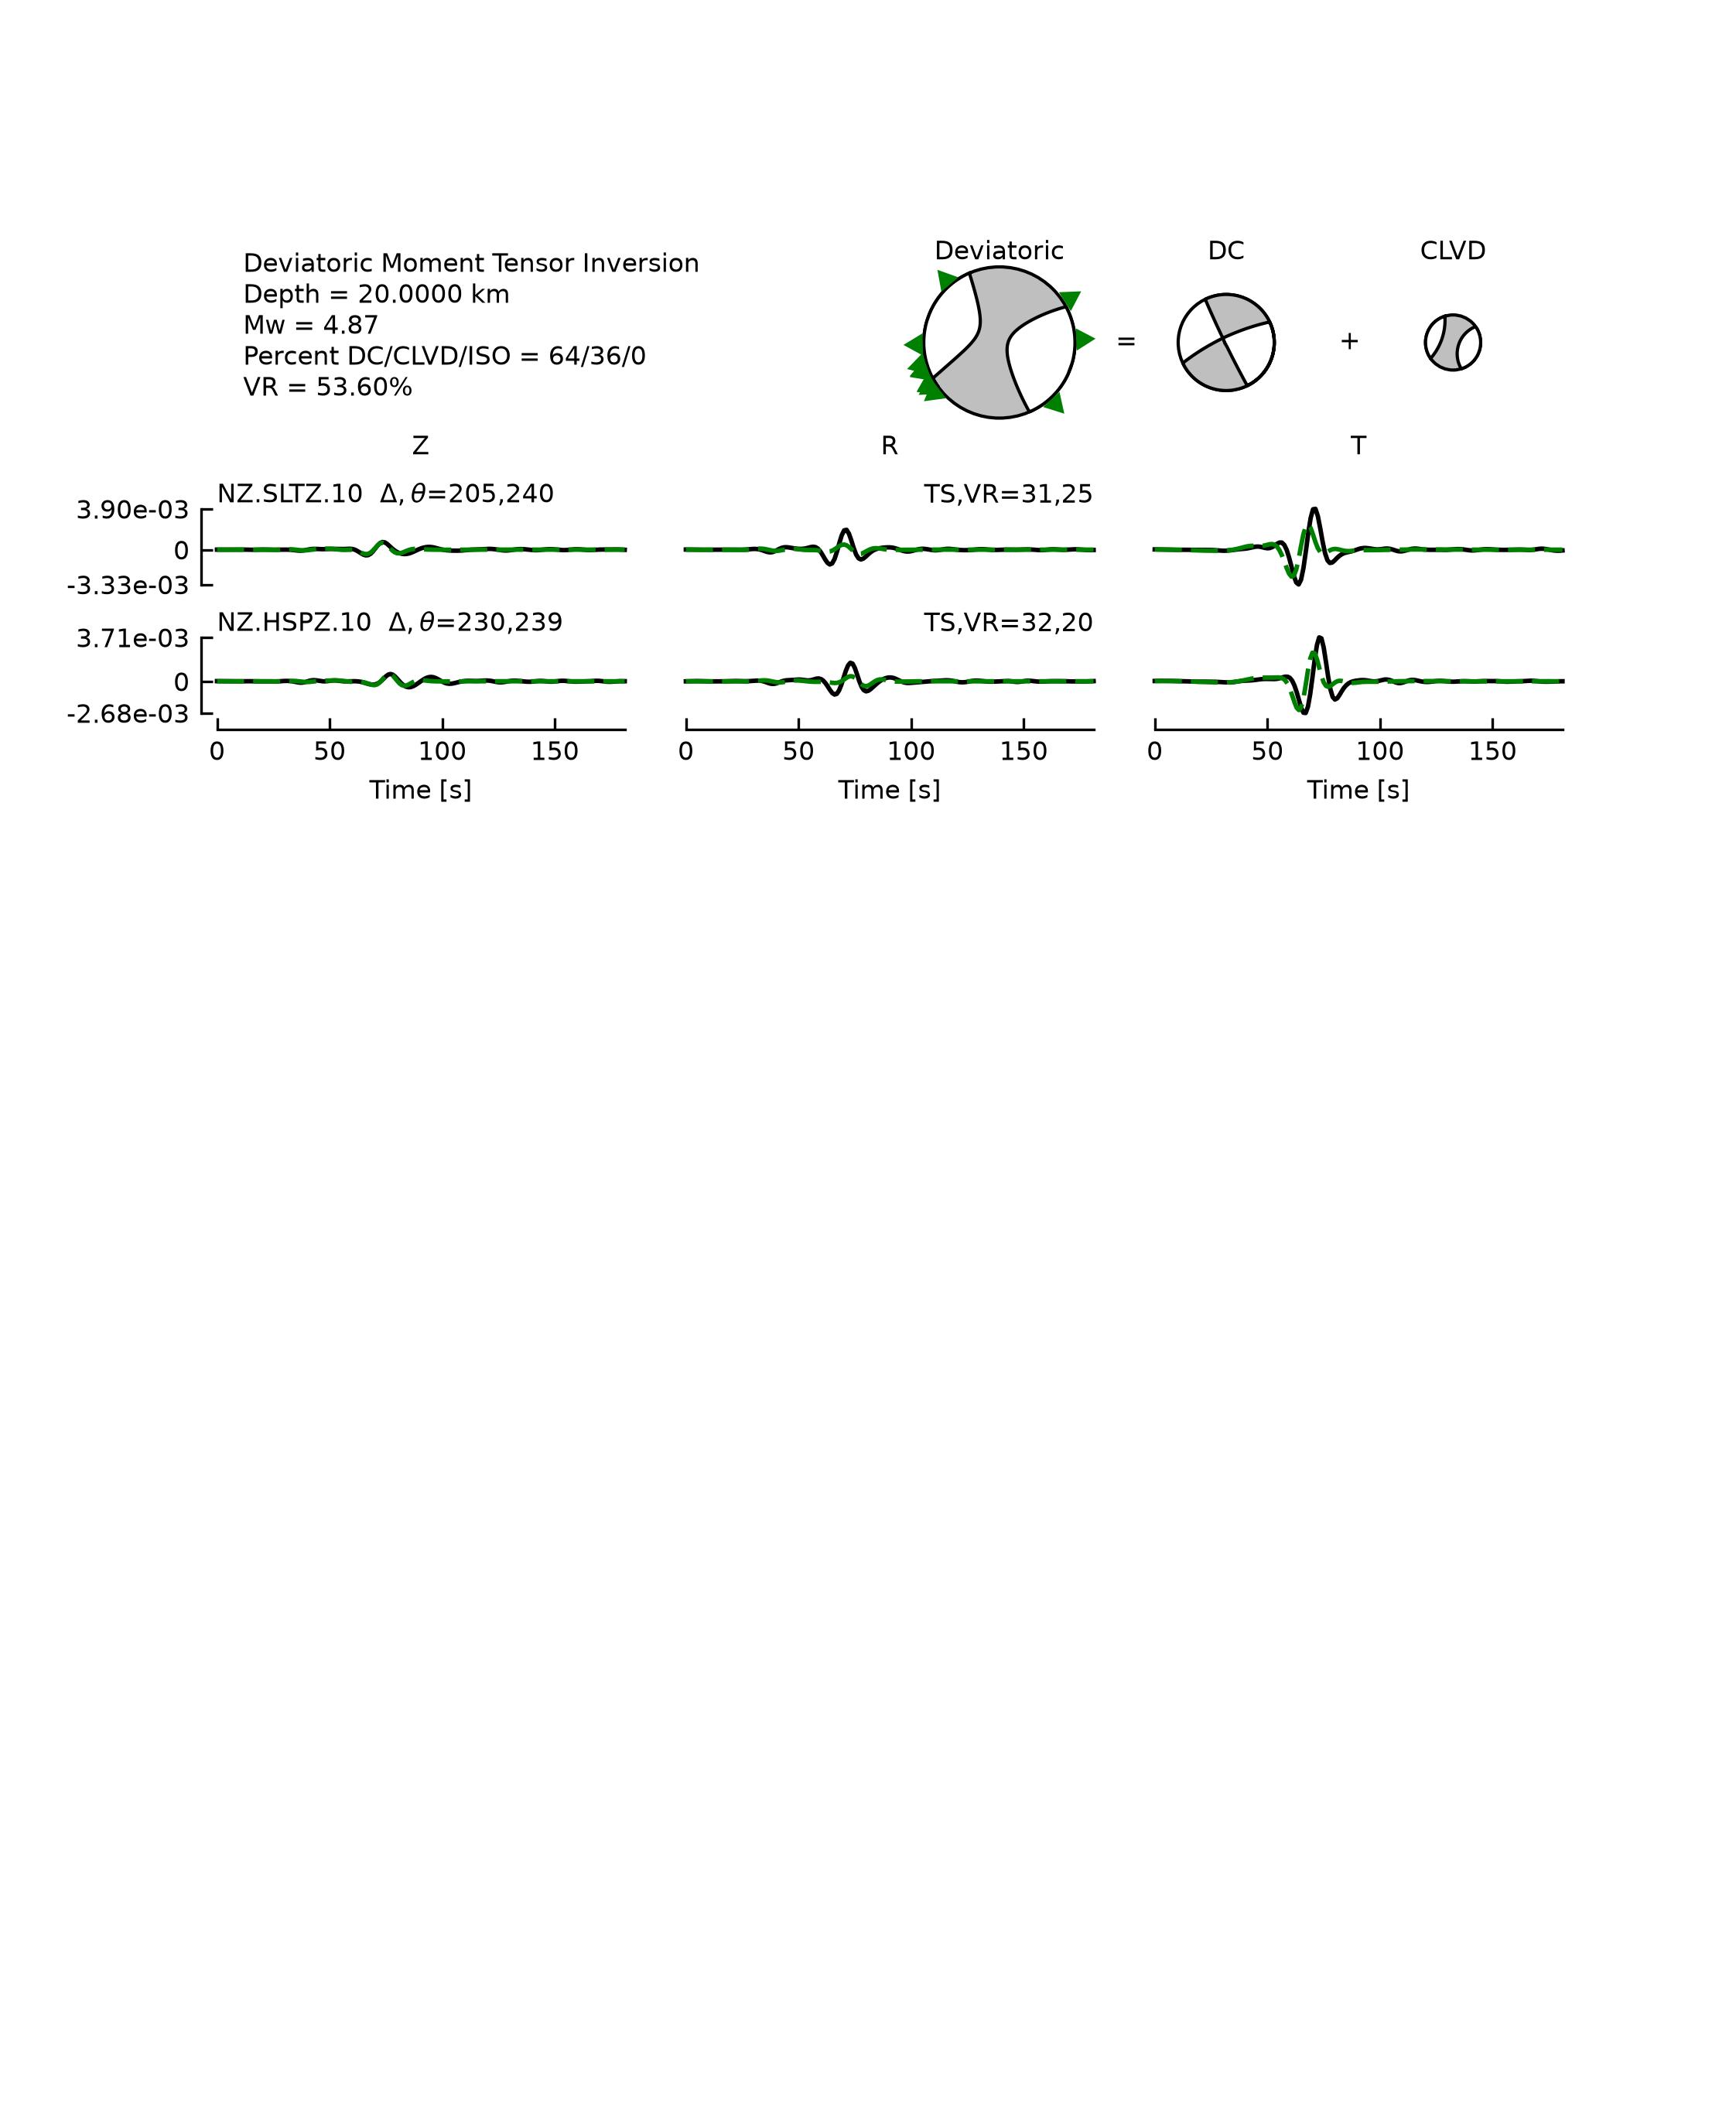 Deviatoric Moment Tensor Inversion
Depth = 20.0000 km
Mw = 4.87
Percent DC/CLVD/ISO = 64/36/0
VR = 53.60%
Deviatoric DC CLVD
= +
Z R T
NZ.SLTZ.10 Δ,θ=205,240 TS,VR=31,25
3.90e-03
0
-3.33e-03
NZ.HSPZ.10 Δ,θ=230,239 TS,VR=32,20
3.71e-03
0
-2.68e-03
0 50 100 150 0 50 100 150 0 50 100 150
Time [s] Time [s] Time [s]